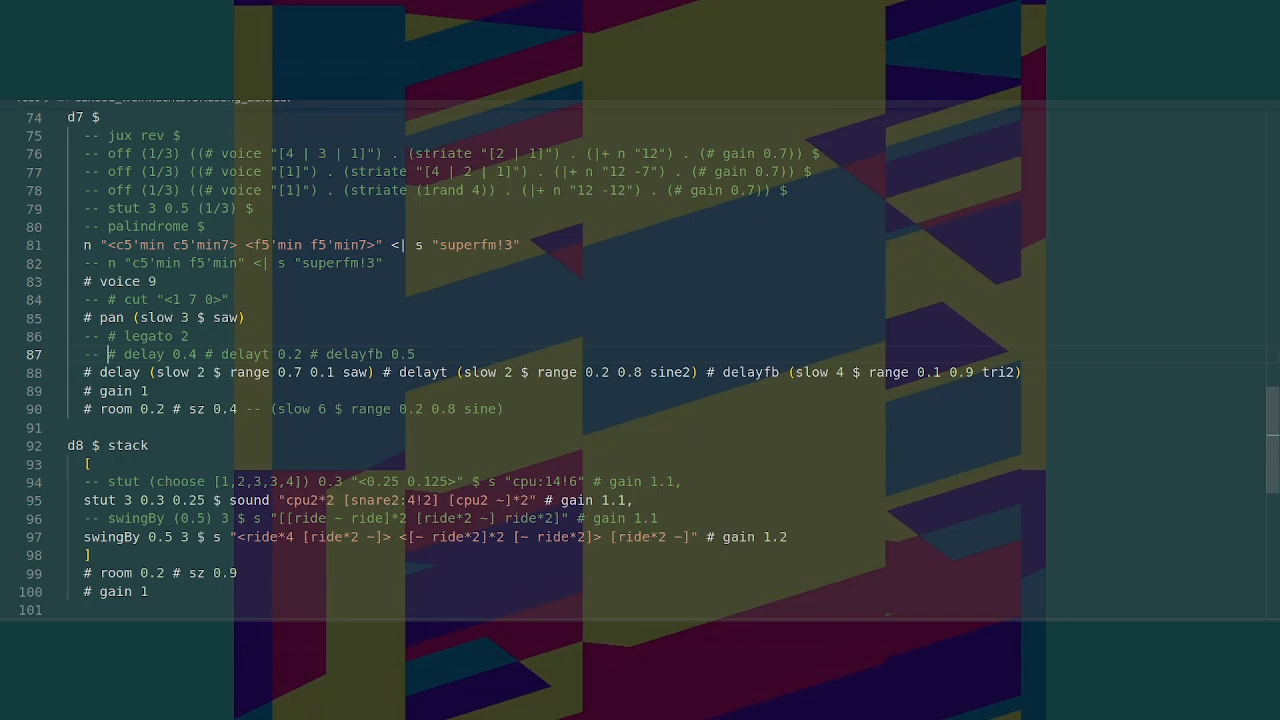 74 d7 $
75 -- jux rev $
76 -- off (1/3) ((# voice "[4 | 3 | 1]") . (striate "[2 | 1]") . (|+ n "12") . (# gain 0.7)) $
77 -- off (1/3) ((# voice "[1]") . (striate "[4 | 2 | 1]") . (|+ n "12 -7") . (# gain 0.7)) $
78 -- off (1/3) ((# voice "[1]") . (striate (irand 4)) . (|+ n "12 -12") . (# gain 0.7)) $
79 -- stut 3 0.5 (1/3) $
80 -- palindrome $
81 n "<c5'min c5'min7> <f5'min f5'min7>" <| s "superfm!3"
82 -- n "c5'min f5'min" <| s "superfm!3"
83 # voice 9
84 -- # cut "<1 7 0>"
85 # pan (slow 3 $ saw)
86 -- # legato 2
87 -- # delay 0.4 # delayt 0.2 # delayfb 0.5
88 # delay (slow 2 $ range 0.7 0.1 saw) # delayt (slow 2 $ range 0.2 0.8 sine2) # delayfb (slow 4 $ range 0.1 0.9 tri2)
89 # gain 1
90 # room 0.2 # sz 0.4 -- (slow 6 $ range 0.2 0.8 sine)
91
92 d8 $ stack
93 [
94 -- stut (choose [1,2,3,3,4]) 0.3 "<0.25 0.125>" $ s "cpu:14!6" # gain 1.1,
95 stut 3 0.3 0.25 $ sound "cpu2*2 [snare2:4!2] [cpu2 ~]*2" # gain 1.1,
96 -- swingBy (0.5) 3 $ s "[[ride ~ ride]*2 [ride*2 ~] ride*2]" # gain 1.1
97 swingBy 0.5 3 $ s "<ride*4 [ride*2 ~]> <[~ ride*2]*2 [~ ride*2]> [ride*2 ~]" # gain 1.2
98 ]
99 # room 0.2 # sz 0.9
100 # gain 1
101